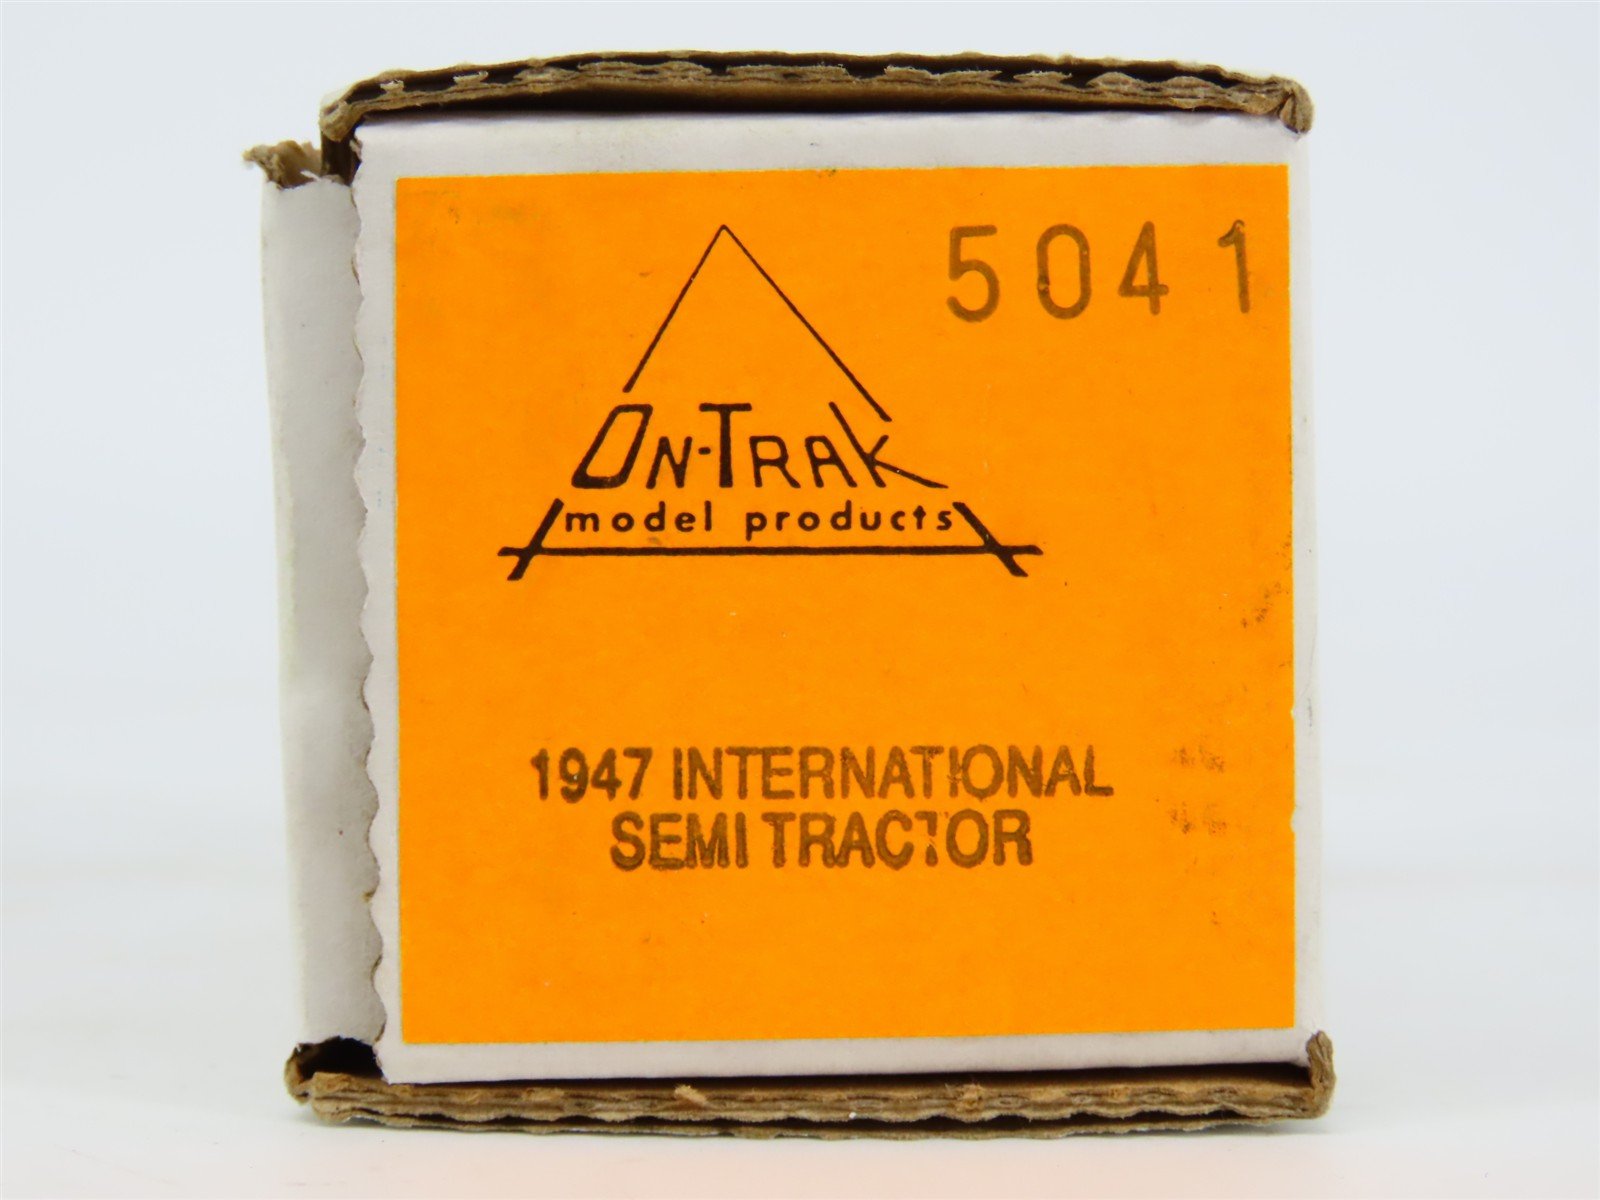 5041
ON-TRAK
model products
1947 INTERNATIONAL
SEMI TRACTOR